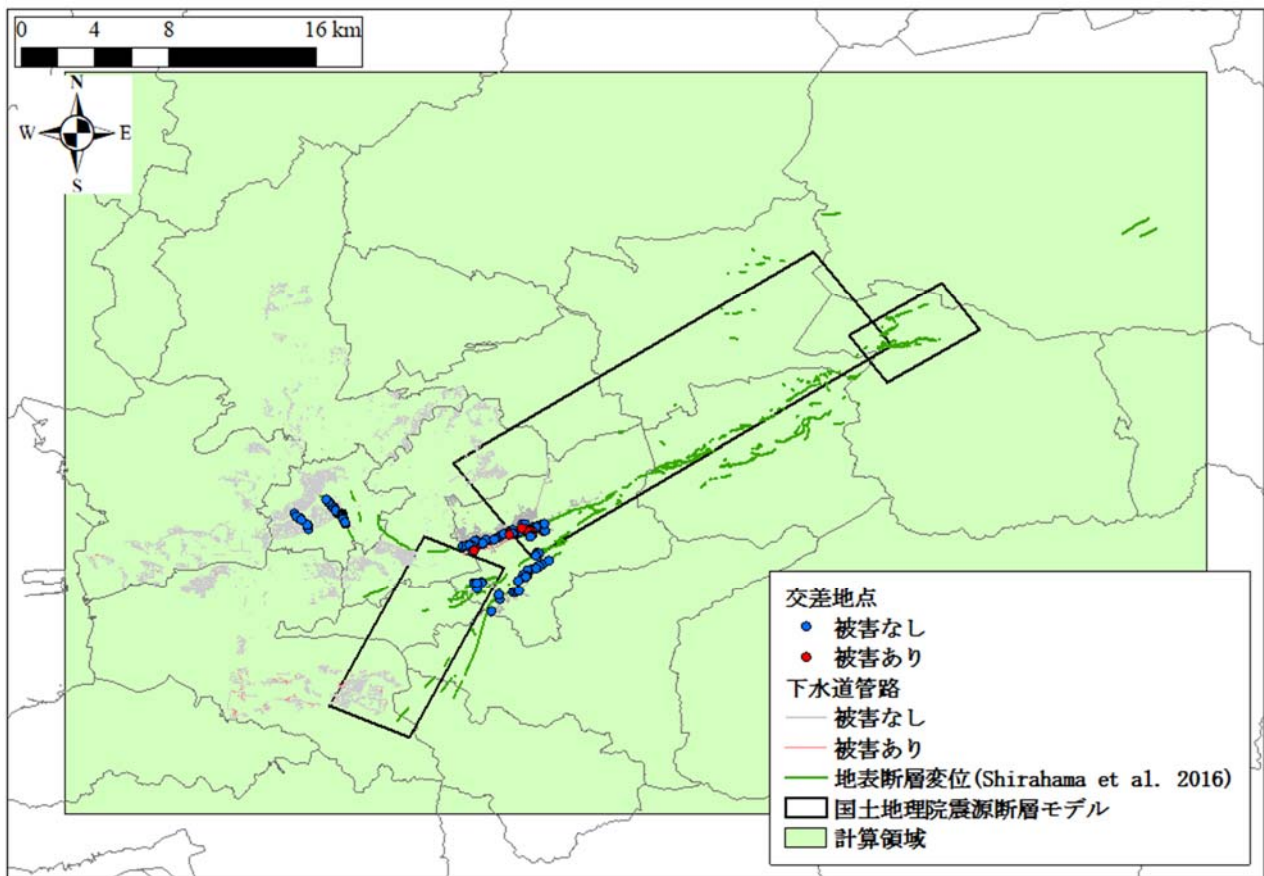 0 4 8 16 km
N
W E
S
交差地点
被害なし
被害あり
下水道管路
被害なし
被害あり
地表断層変位(Shirahama et al. 2016)
国土地理院震源断層モデル
計算領域